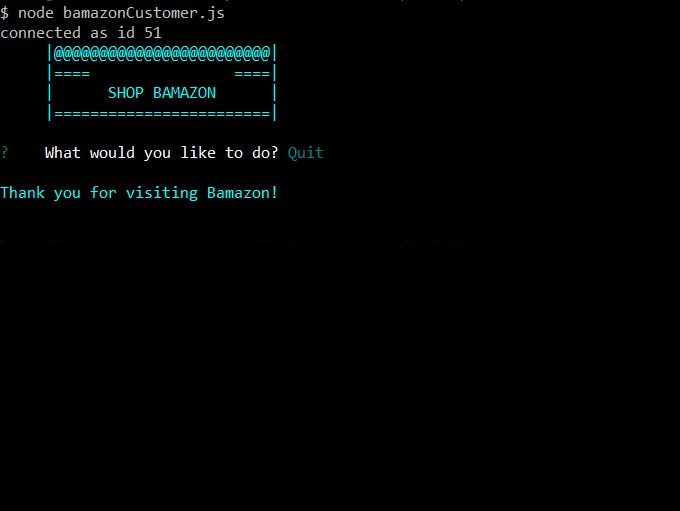 $ node bamazonCustomer.js
connected as id 51
|@@@@@@@@@@@@@@@@@@@@@@@@|
|====                ====|
|      SHOP BAMAZON      |
|========================|
?    What would you like to do? Quit
Thank you for visiting Bamazon!